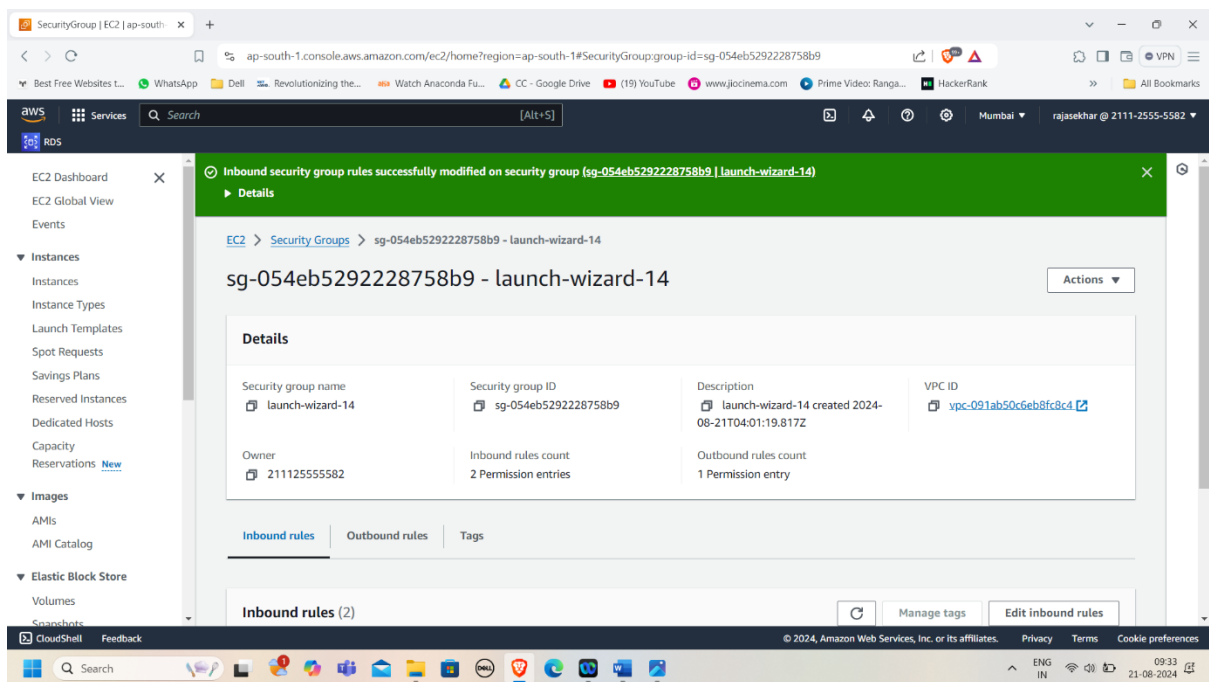 SecurityGroup | EC2 | ap-south-
ap-south-1.console.aws.amazon.com/ec2/home?region=ap-south-1#SecurityGroup:group-id=sg-054eb5292228758b9
VPN
Best Free Websites t... WhatsApp Dell Revolutionizing the... Watch Anaconda Fu... CC - Google Drive (19) YouTube www.jiocinema.com Prime Video: Ranga... HackerRank All Bookmarks
aws Services Search [Alt+S] Mumbai rajasekhar @ 2111-2555-5582
RDS
Inbound security group rules successfully modified on security group (sg-054eb5292228758b9 | launch-wizard-14)
Details
EC2 Dashboard
EC2 Global View
Events
Instances
Instances
Instance Types
Launch Templates
Spot Requests
Savings Plans
Reserved Instances
Dedicated Hosts
Capacity
Reservations New
Images
AMIs
AMI Catalog
Elastic Block Store
Volumes
Snapshots
EC2 > Security Groups > sg-054eb5292228758b9 - launch-wizard-14
sg-054eb5292228758b9 - launch-wizard-14
Actions
Details
Security group name
launch-wizard-14
Security group ID
sg-054eb5292228758b9
Description
launch-wizard-14 created 2024-
08-21T04:01:19.817Z
VPC ID
vpc-091ab50c6eb8fc8c4
Owner
211125555582
Inbound rules count
2 Permission entries
Outbound rules count
1 Permission entry
Inbound rules Outbound rules Tags
Inbound rules (2) Manage tags Edit inbound rules
CloudShell Feedback © 2024, Amazon Web Services, Inc. or its affiliates. Privacy Terms Cookie preferences
Search
ENG
IN
09:33
21-08-2024